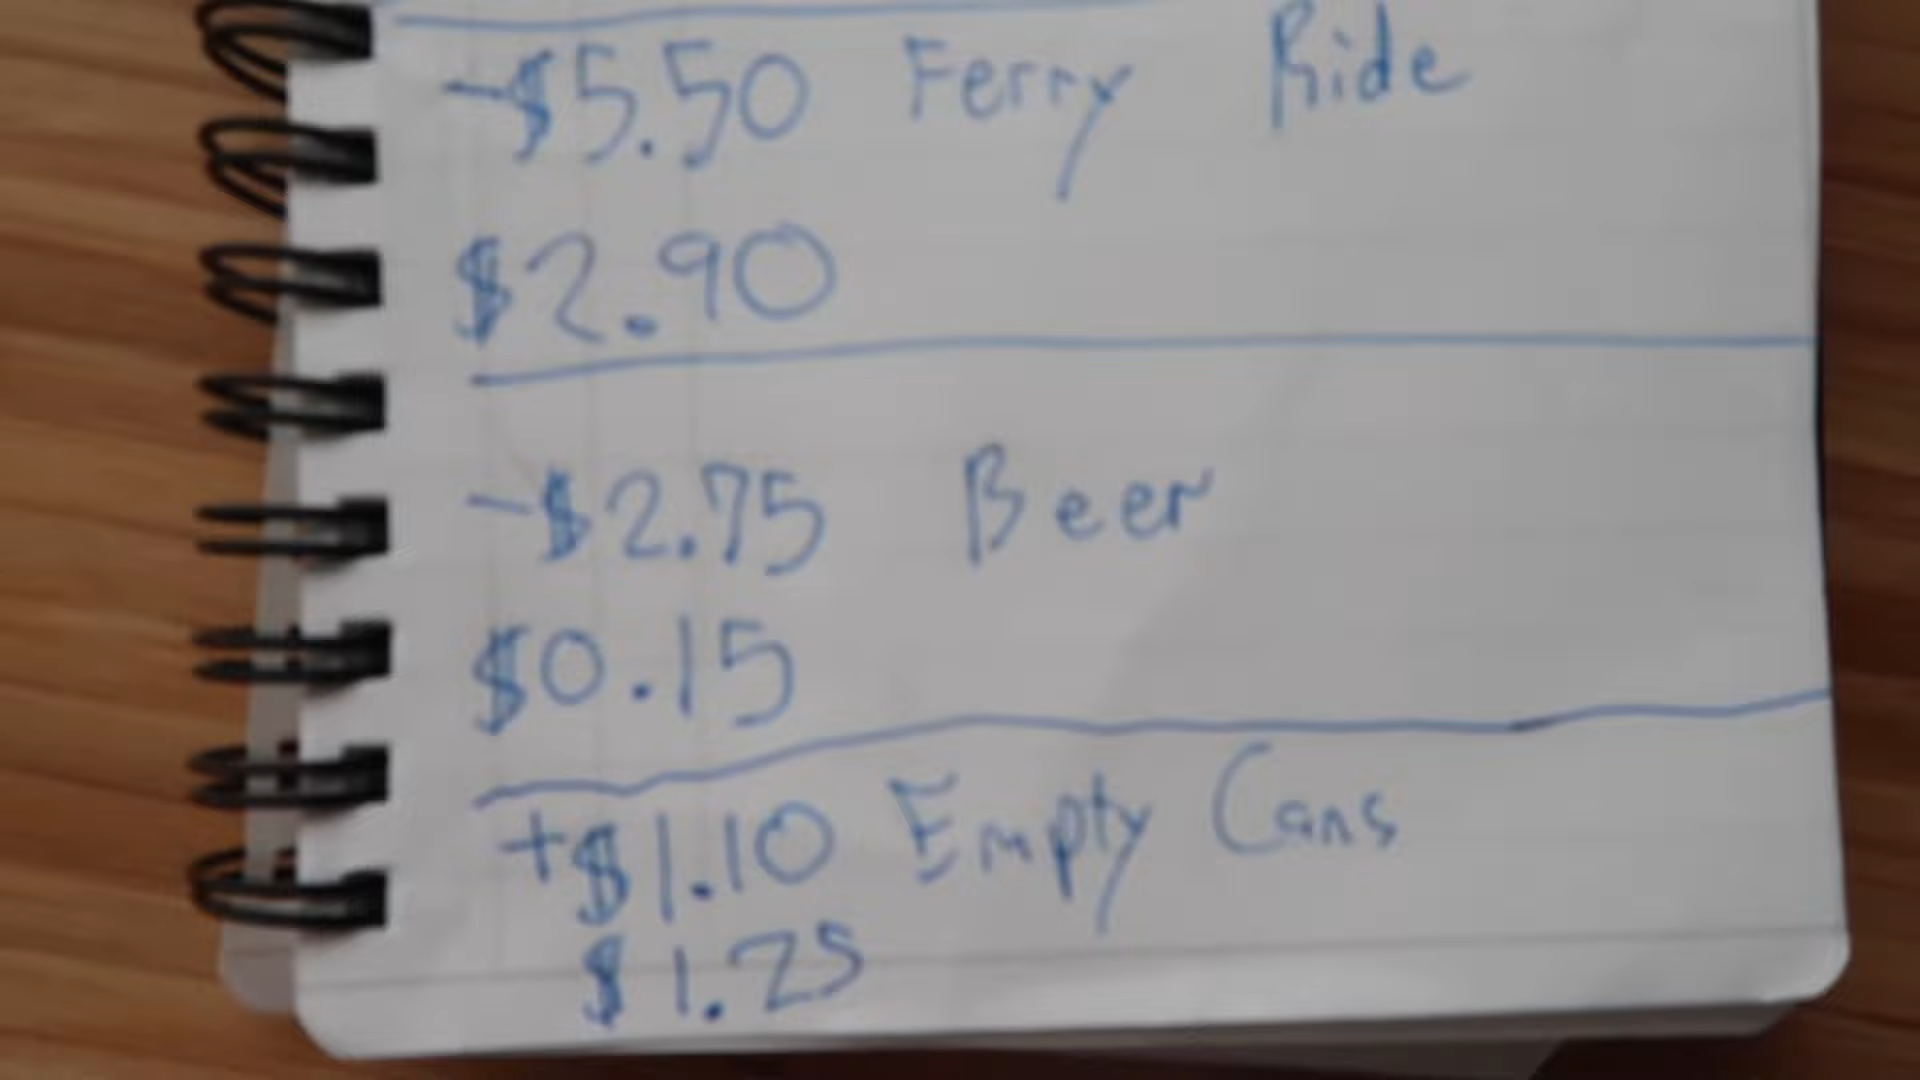 -$5.50 Ferry Ride
$2.90
-$2.75 Beer
$0.15
+$1.10 Empty Cans
$1.25